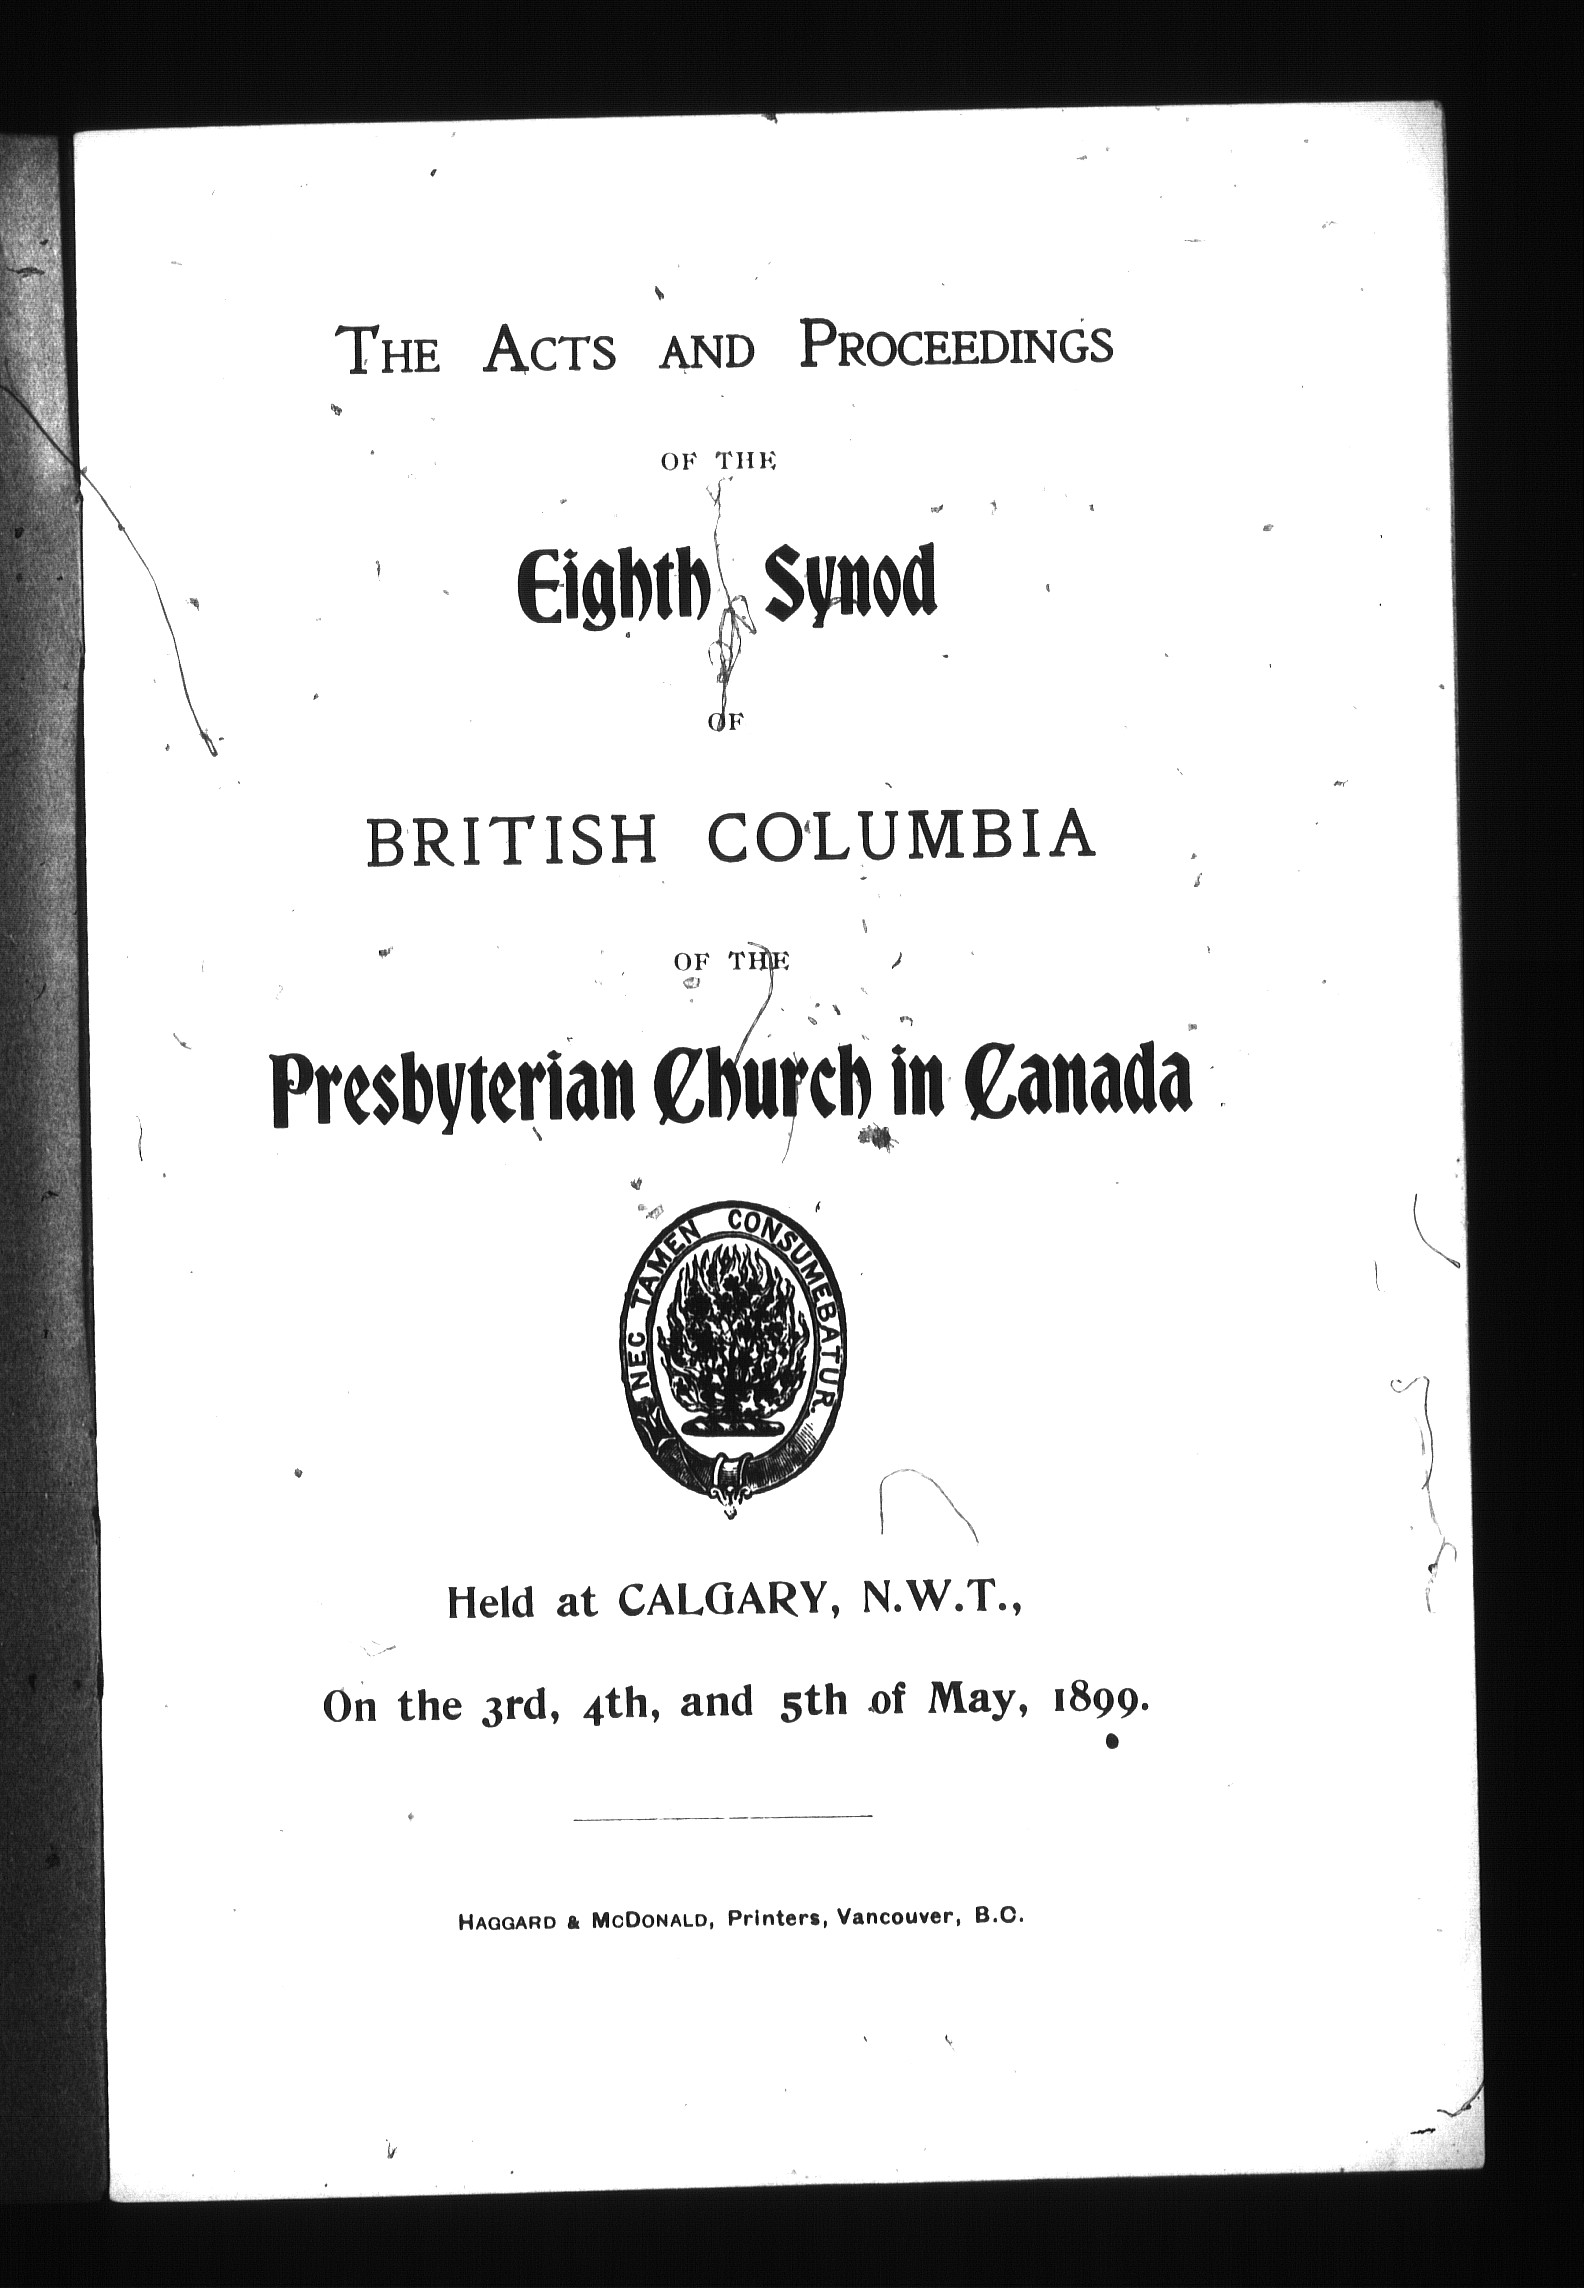 THE ACTS AND PROCEEDINGS
OF THE
Eighth Synod
OF
BRITISH COLUMBIA
OF THE
Presbyterian Church in Canada
NEC TAMEN CONSUMEBATUR.
Held at CALGARY, N.W.T.,
On the 3rd, 4th, and 5th of May, 1899.
HAGGARD & MCDONALD, Printers, Vancouver, B.C.